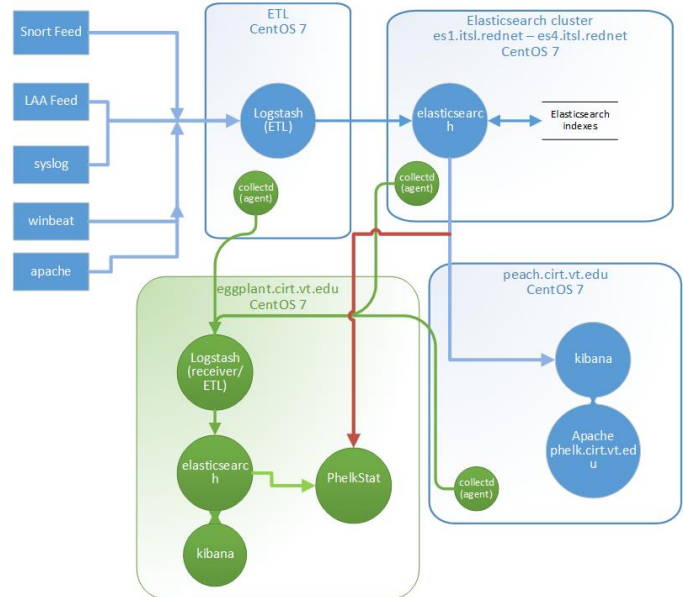 Snort Feed
LAA Feed
syslog
winbeat
apache
ETL
CentOS 7
Logstash
(ETL)
collectd
(agent)
Elasticsearch cluster
es1.itsl.rednet – es4.itsl.rednet
CentOS 7
elasticsearc
h
Elasticsearch
indexes
collectd
(agent)
eggplant.cirt.vt.edu
CentOS 7
Logstash
(receiver/
ETL)
elasticsearc
h
kibana
PhelkStat
peach.cirt.vt.edu
CentOS 7
kibana
Apache
phelk.cirt.vt.ed
u
collectd
(agent)